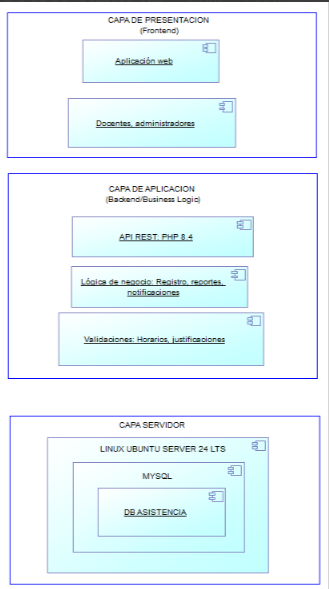 CAPA DE PRESENTACION
(Frontend)
Aplicación web
Docentes, administradores
CAPA DE APLICACION
(Backend/Business Logic)
API REST: PHP 8.4
Lógica de negocio: Registro, reportes,
notificaciones
Validaciones: Horarios, justificaciones
CAPA SERVIDOR
LINUX UBUNTU SERVER 24 LTS
MYSQL
DB ASISTENCIA